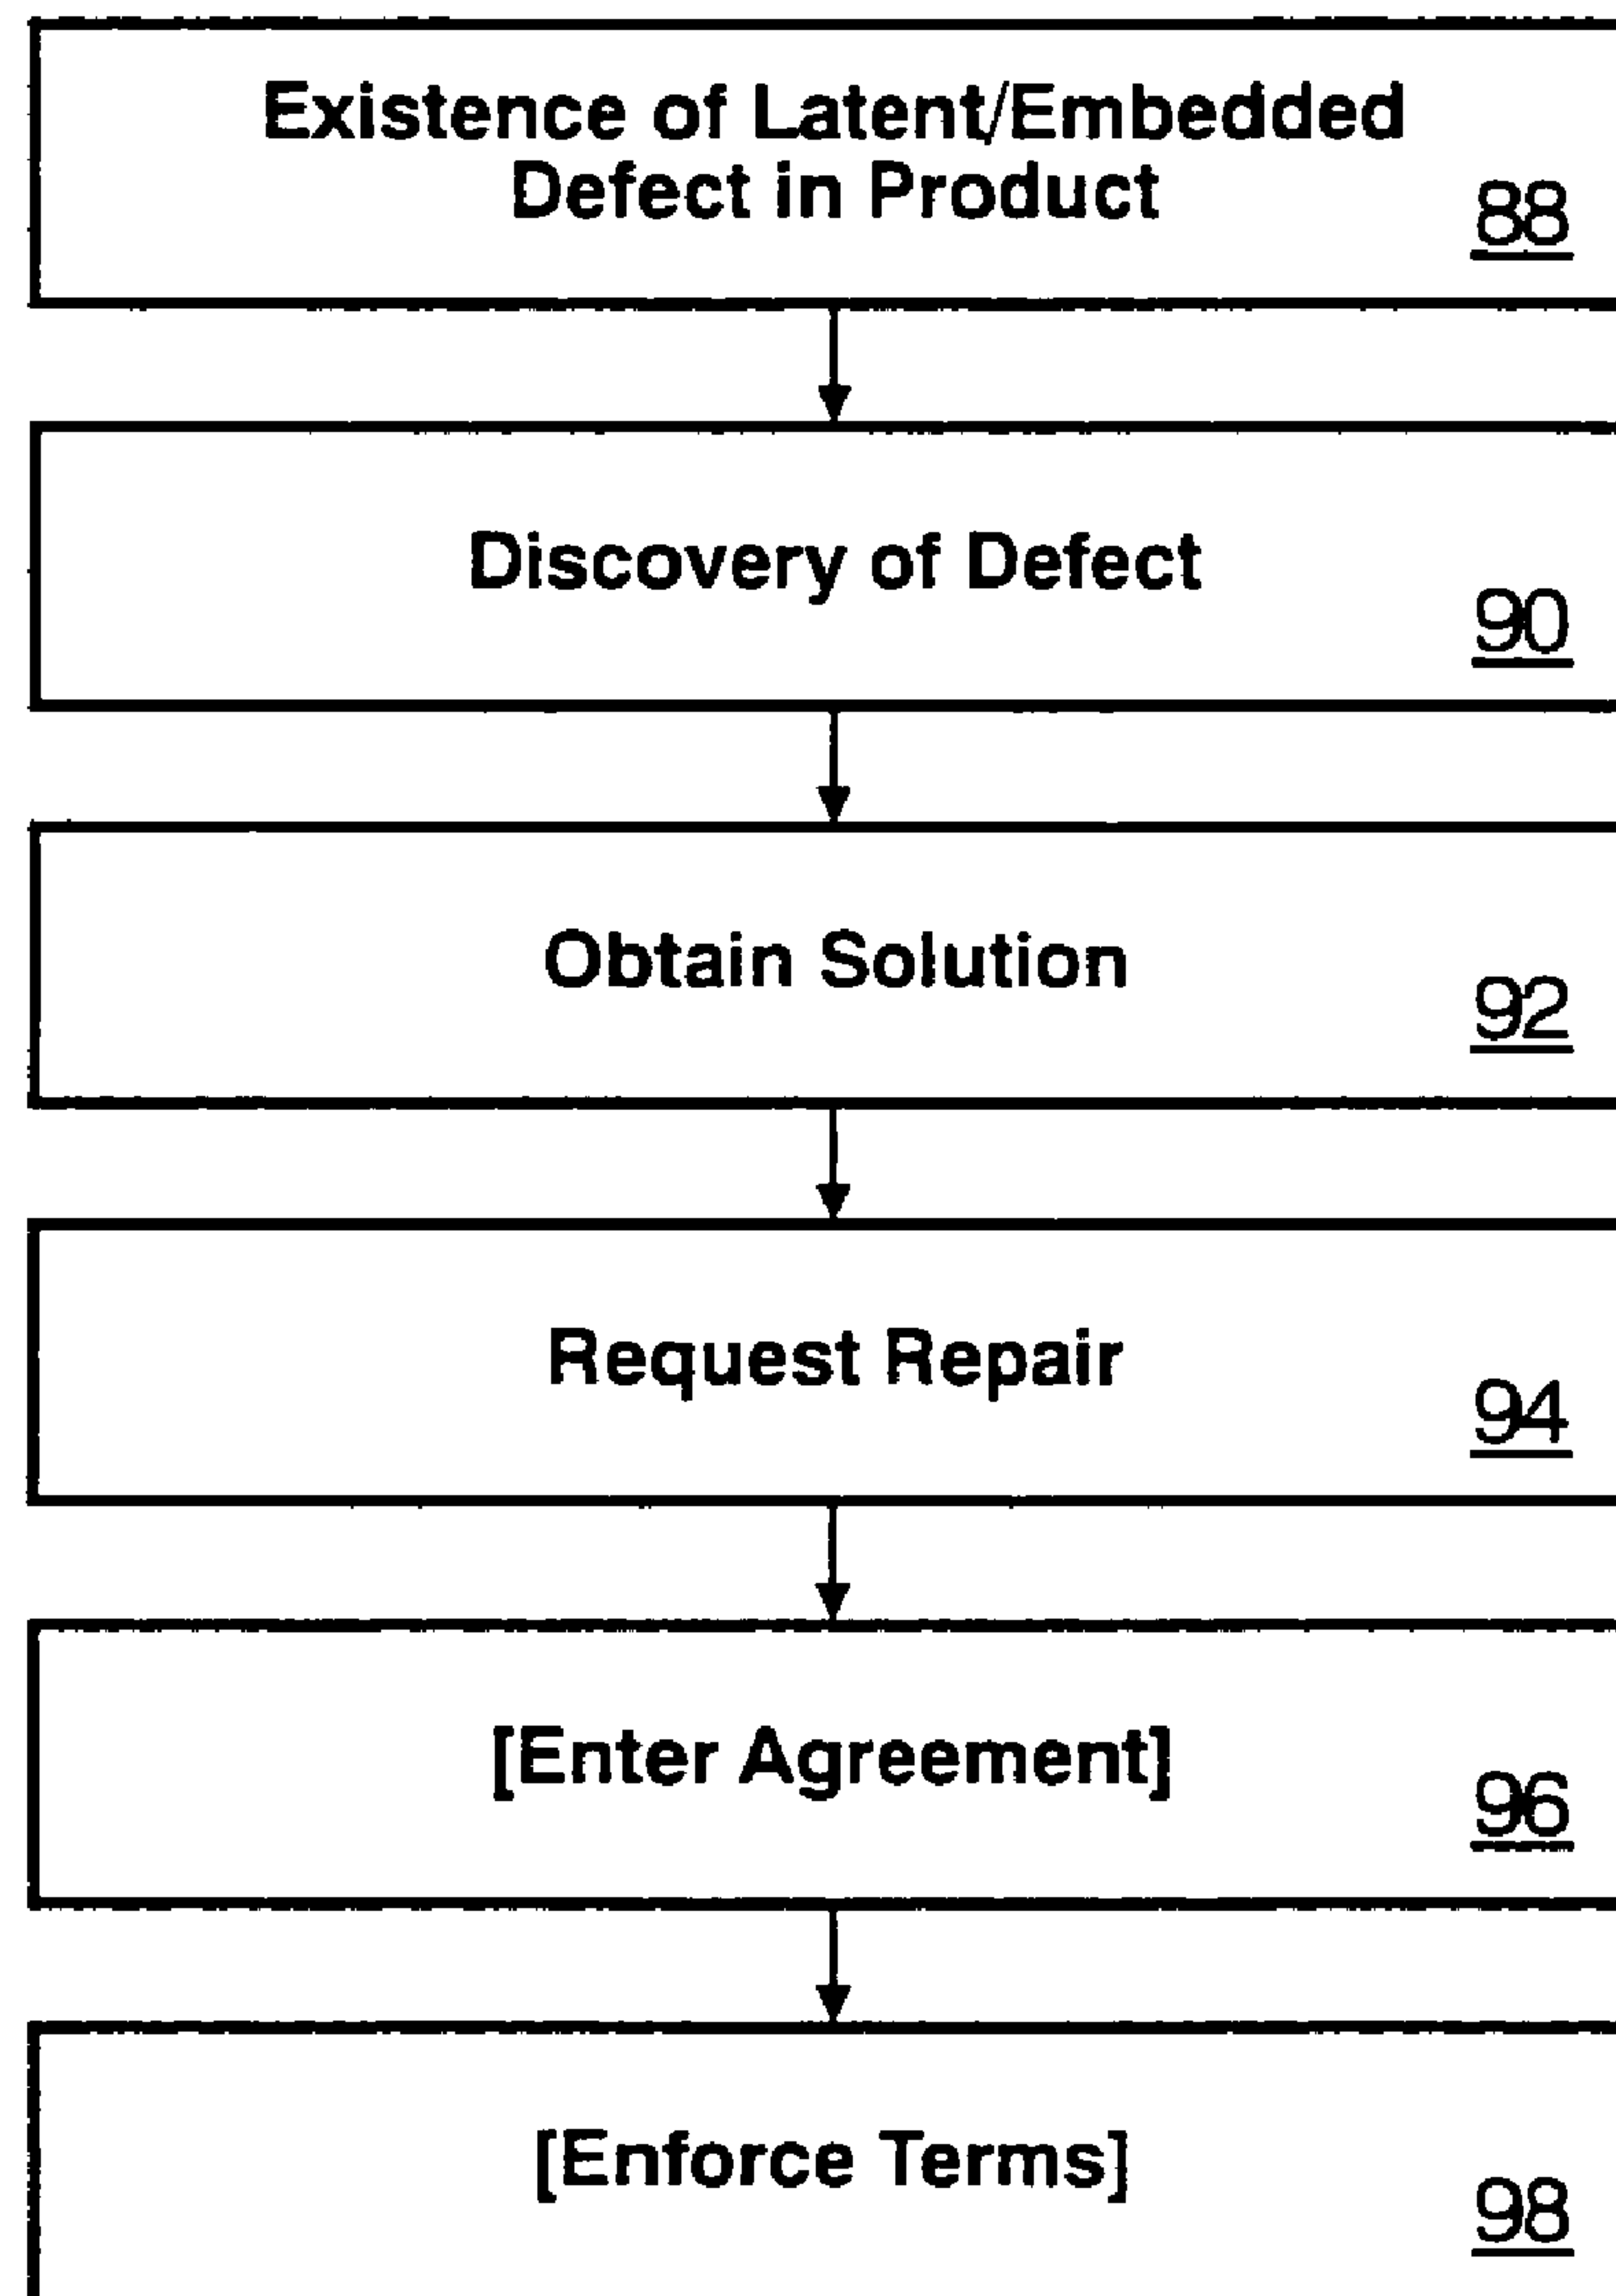 Existence of Latent/Embedded
Defect in Product
88
Discovery of Defect
90
Obtain Solution
92
Request Repair
94
[Enter Agreement]
96
[Enforce Terms]
98